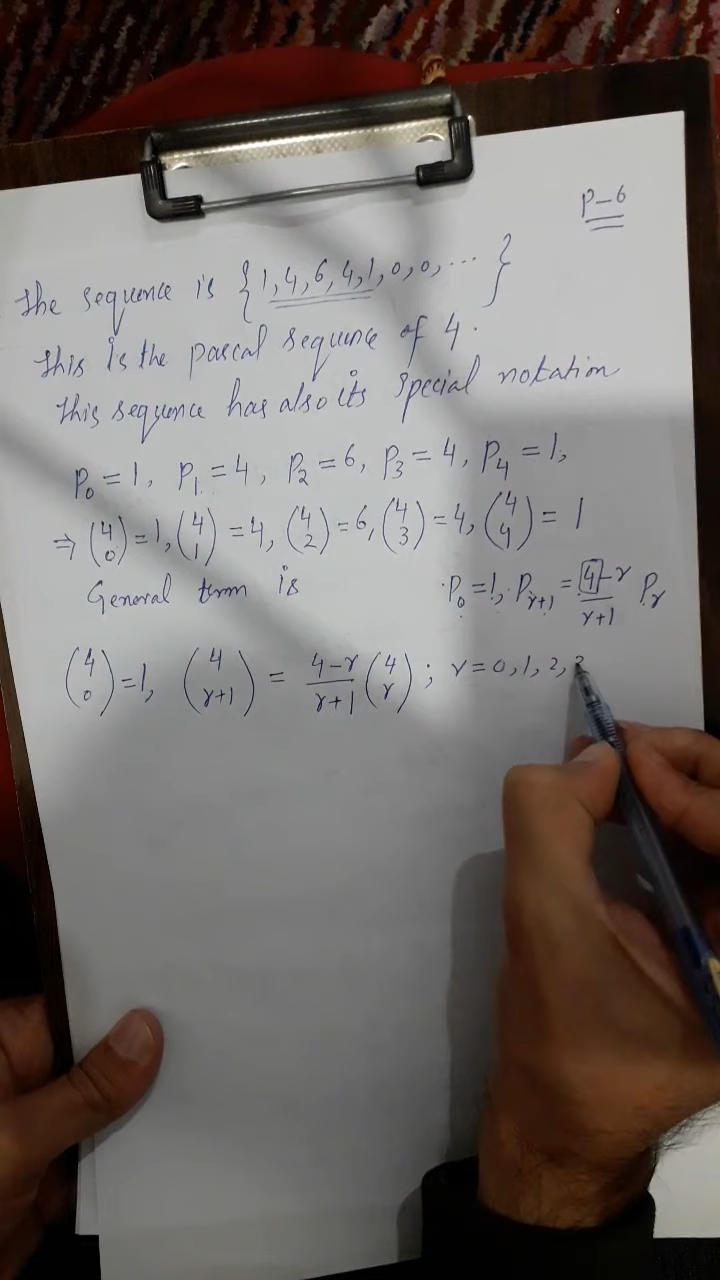 P-6
The sequence is {1, 4, 6, 4, 1, 0, 0, ... }
This is the pascal sequence of 4.
This sequence has also its special notation
P₀ = 1, P₁ = 4, P₂ = 6, P₃ = 4, P₄ = 1,
⇒ (4 0) = 1, (4 1) = 4, (4 2) = 6, (4 3) = 4, (4 4) = 1
General term is P₀ = 1, Pᵣ₊₁ = 4-r/r+1 Pᵣ
(4 0) = 1, (4 r+1) = 4-r/r+1 (4 r) ; r = 0, 1, 2, 3